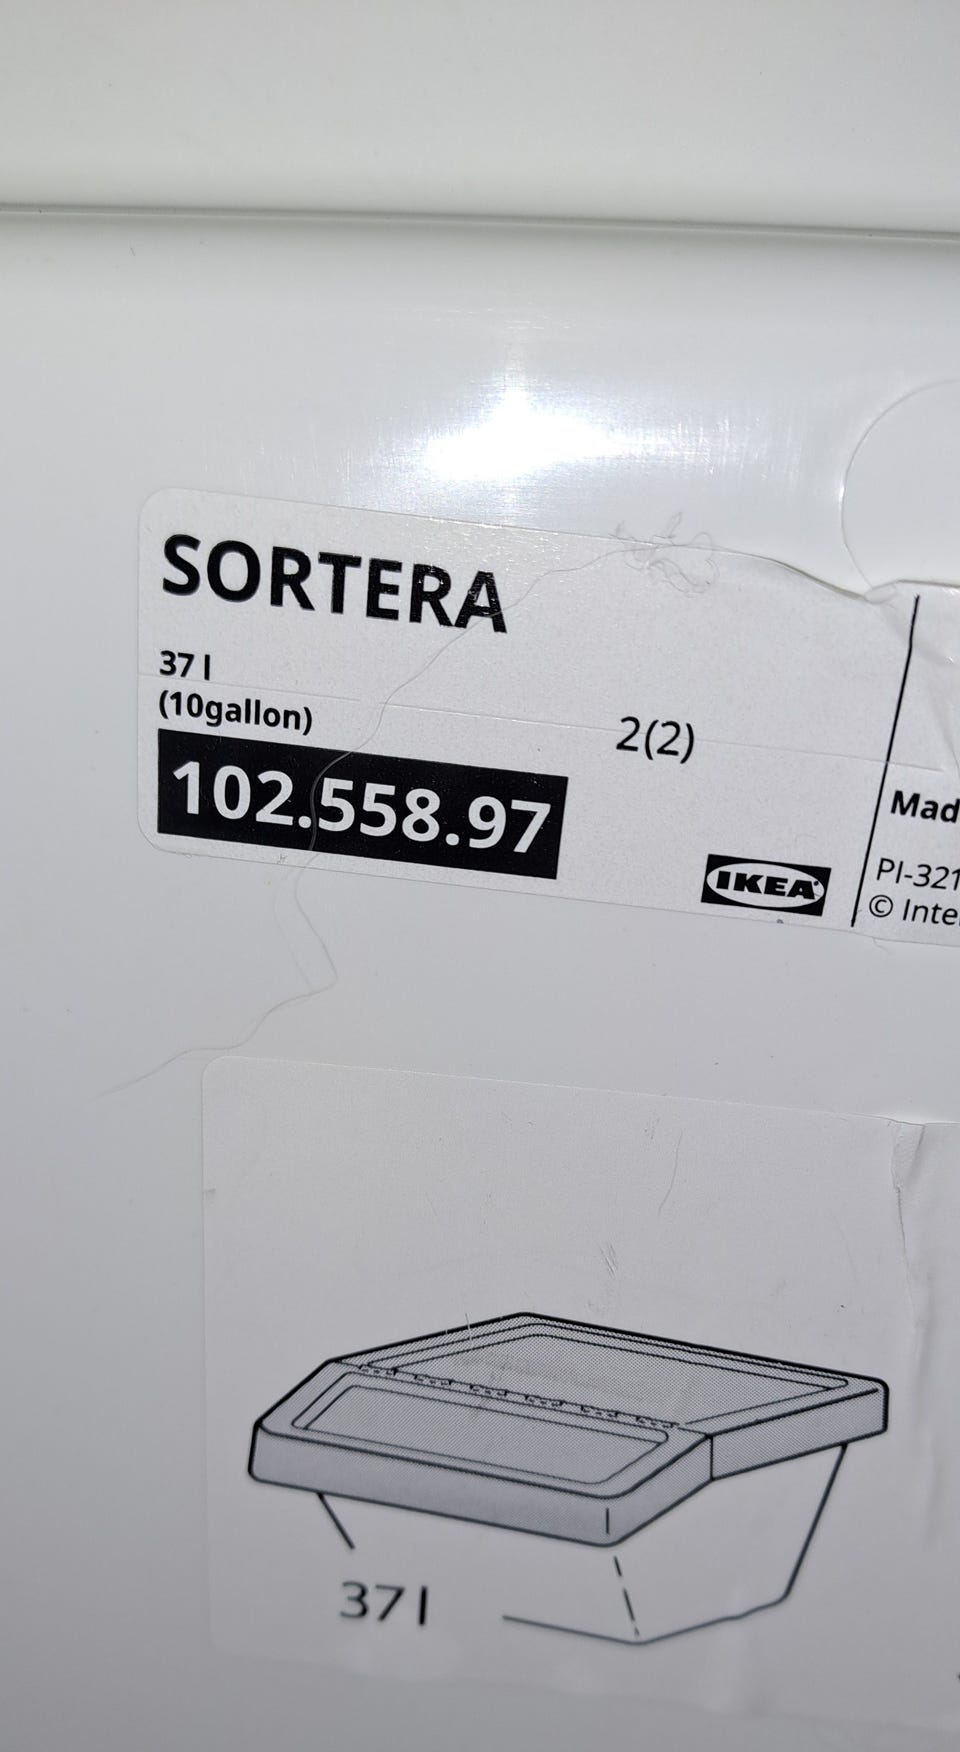 SORTERA
37 l
(10gallon)
2(2)
102.558.97
IKEA
Mad
PI-321
© Inte
37 l